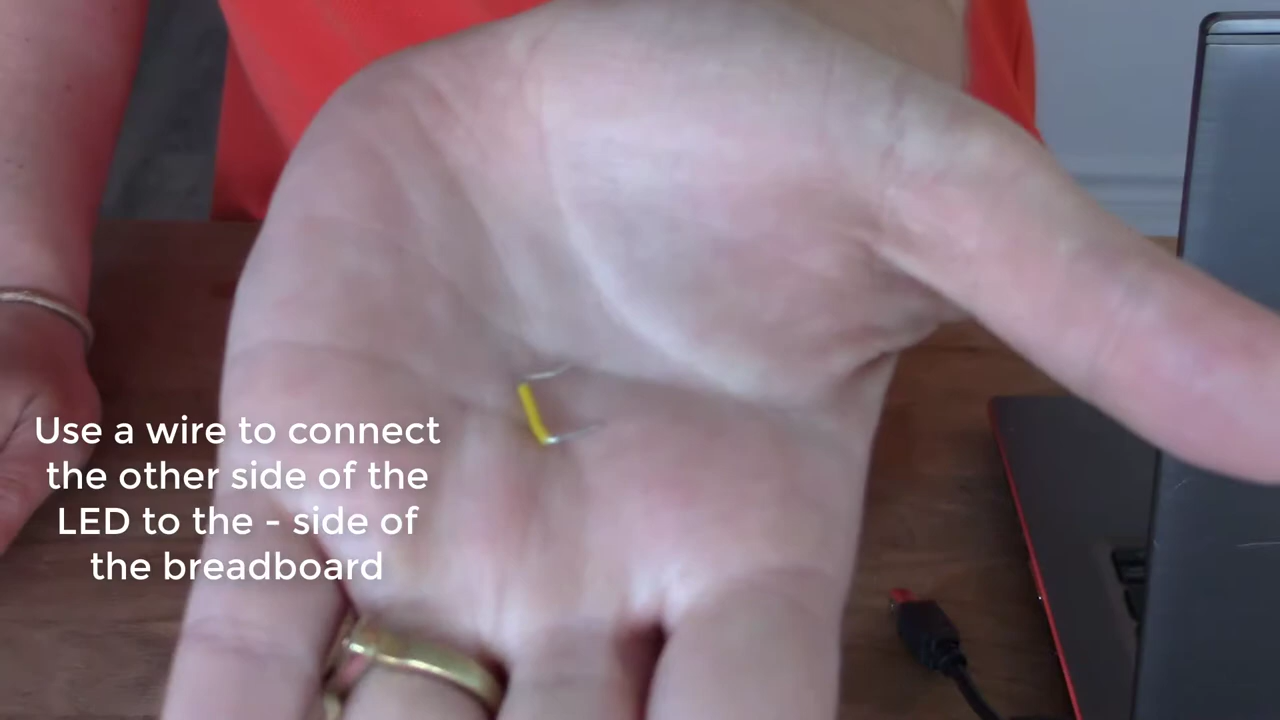 Use a wire to connect
the other side of the
LED to the - side of
the breadboard